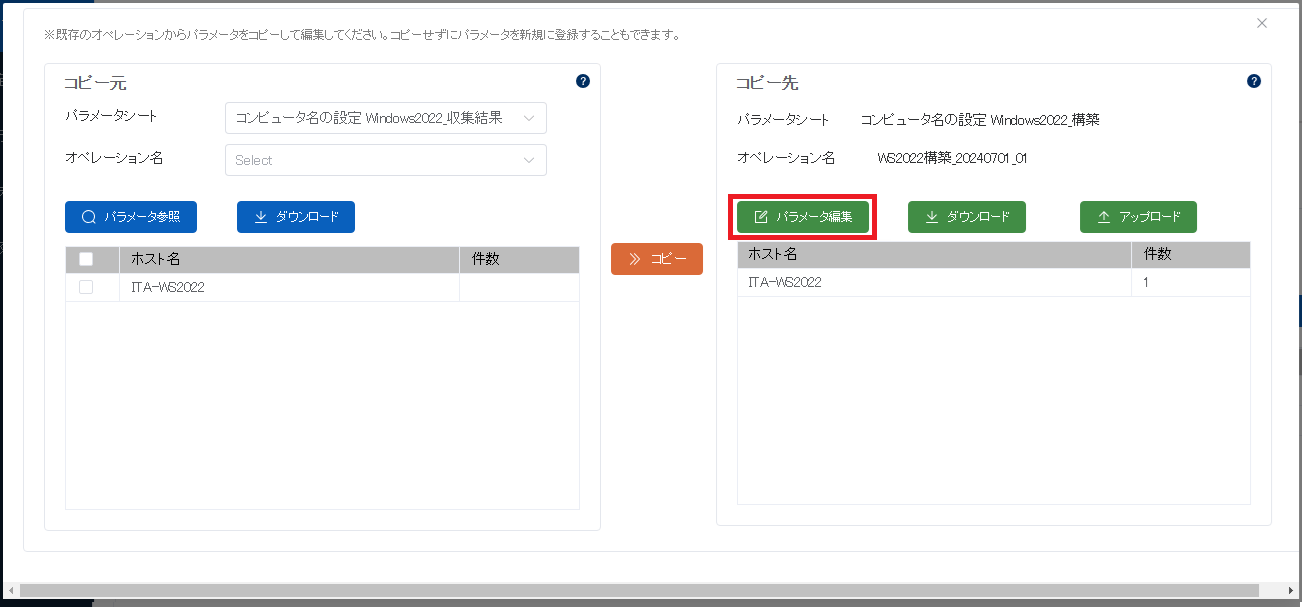 ※既存のオペレーションからパラメータをコピーして編集してください。コピーせずにパラメータを新規に登録することもできます。
コピー元
パラメータシート
コンピュータ名の設定 Windows2022_収集結果
オペレーション名
Select
パラメータ参照
ダウンロード
ホスト名
件数
ITA-WS2022
コピー
コピー先
パラメータシート
コンピュータ名の設定 Windows2022_構築
オペレーション名
WS2022構築_20240701_01
パラメータ編集
ダウンロード
アップロード
ホスト名
件数
ITA-WS2022
1